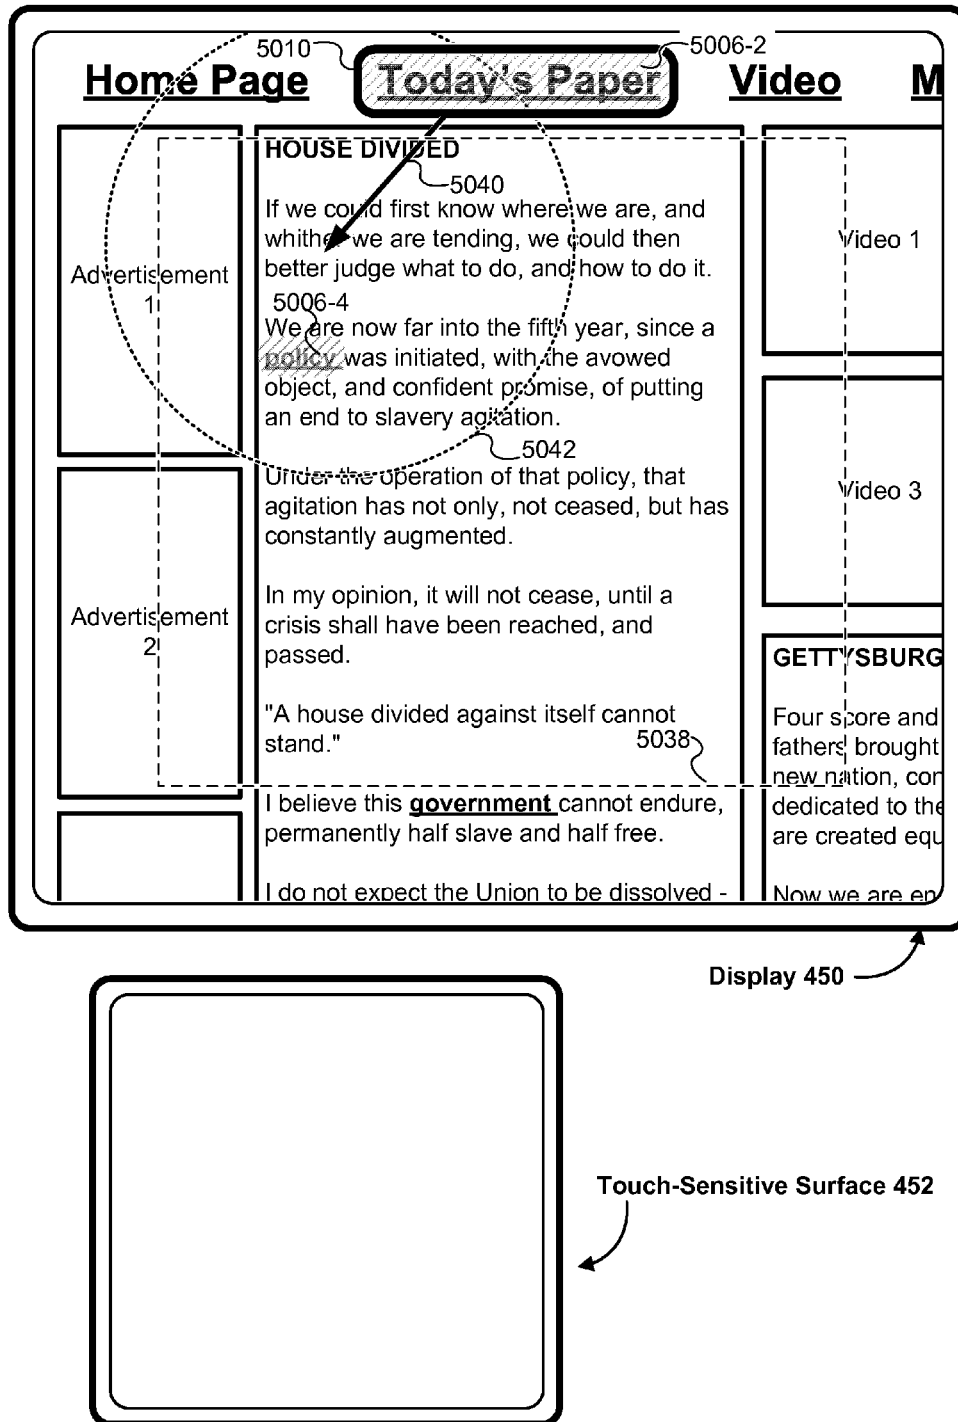 5010
5006-2
Home Page Today's Paper Video M
HOUSE DIVIDED
5040
If we could first know where we are, and
whither we are tending, we could then
better judge what to do, and how to do it.
Advertisement
1
5006-4
We are now far into the fifth year, since a
policy was initiated, with the avowed
object, and confident promise, of putting
an end to slavery agitation.
5042
Under the operation of that policy, that
agitation has not only, not ceased, but has
constantly augmented.
Advertisement
2
In my opinion, it will not cease, until a
crisis shall have been reached, and
passed.
"A house divided against itself cannot
stand."
5038
I believe this government cannot endure,
permanently half slave and half free.
I do not expect the Union to be dissolved -
Video 1
Video 3
GETTYSBURG
Four score and
fathers brought
new nation, con
dedicated to the
are created equ
Now we are en
Display 450
Touch-Sensitive Surface 452